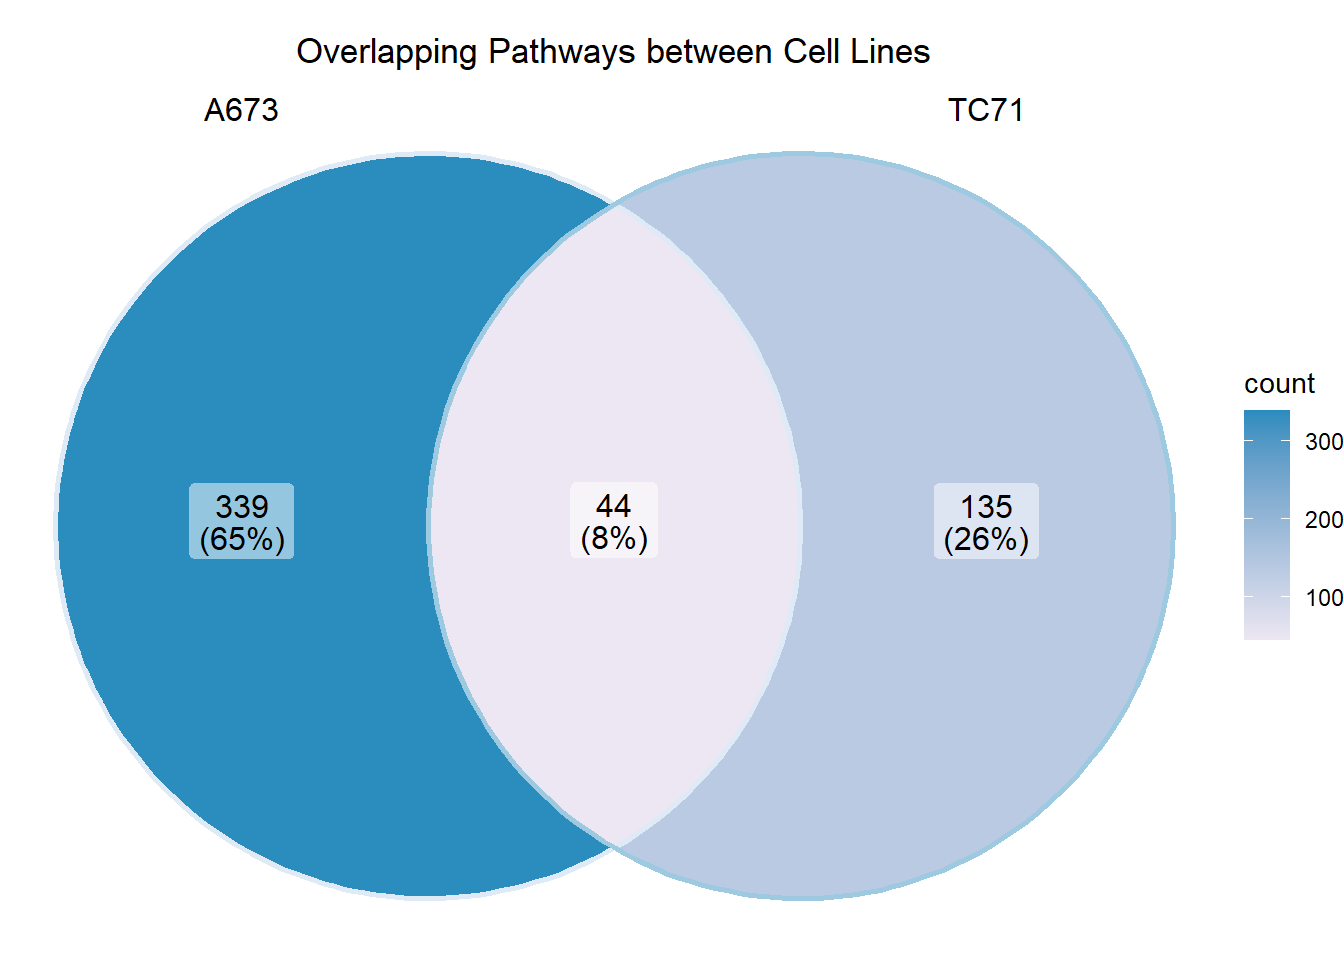 Overlapping Pathways between Cell Lines
A673
TC71
339
(65%)
44
(8%)
135
(26%)
count
300
200
100